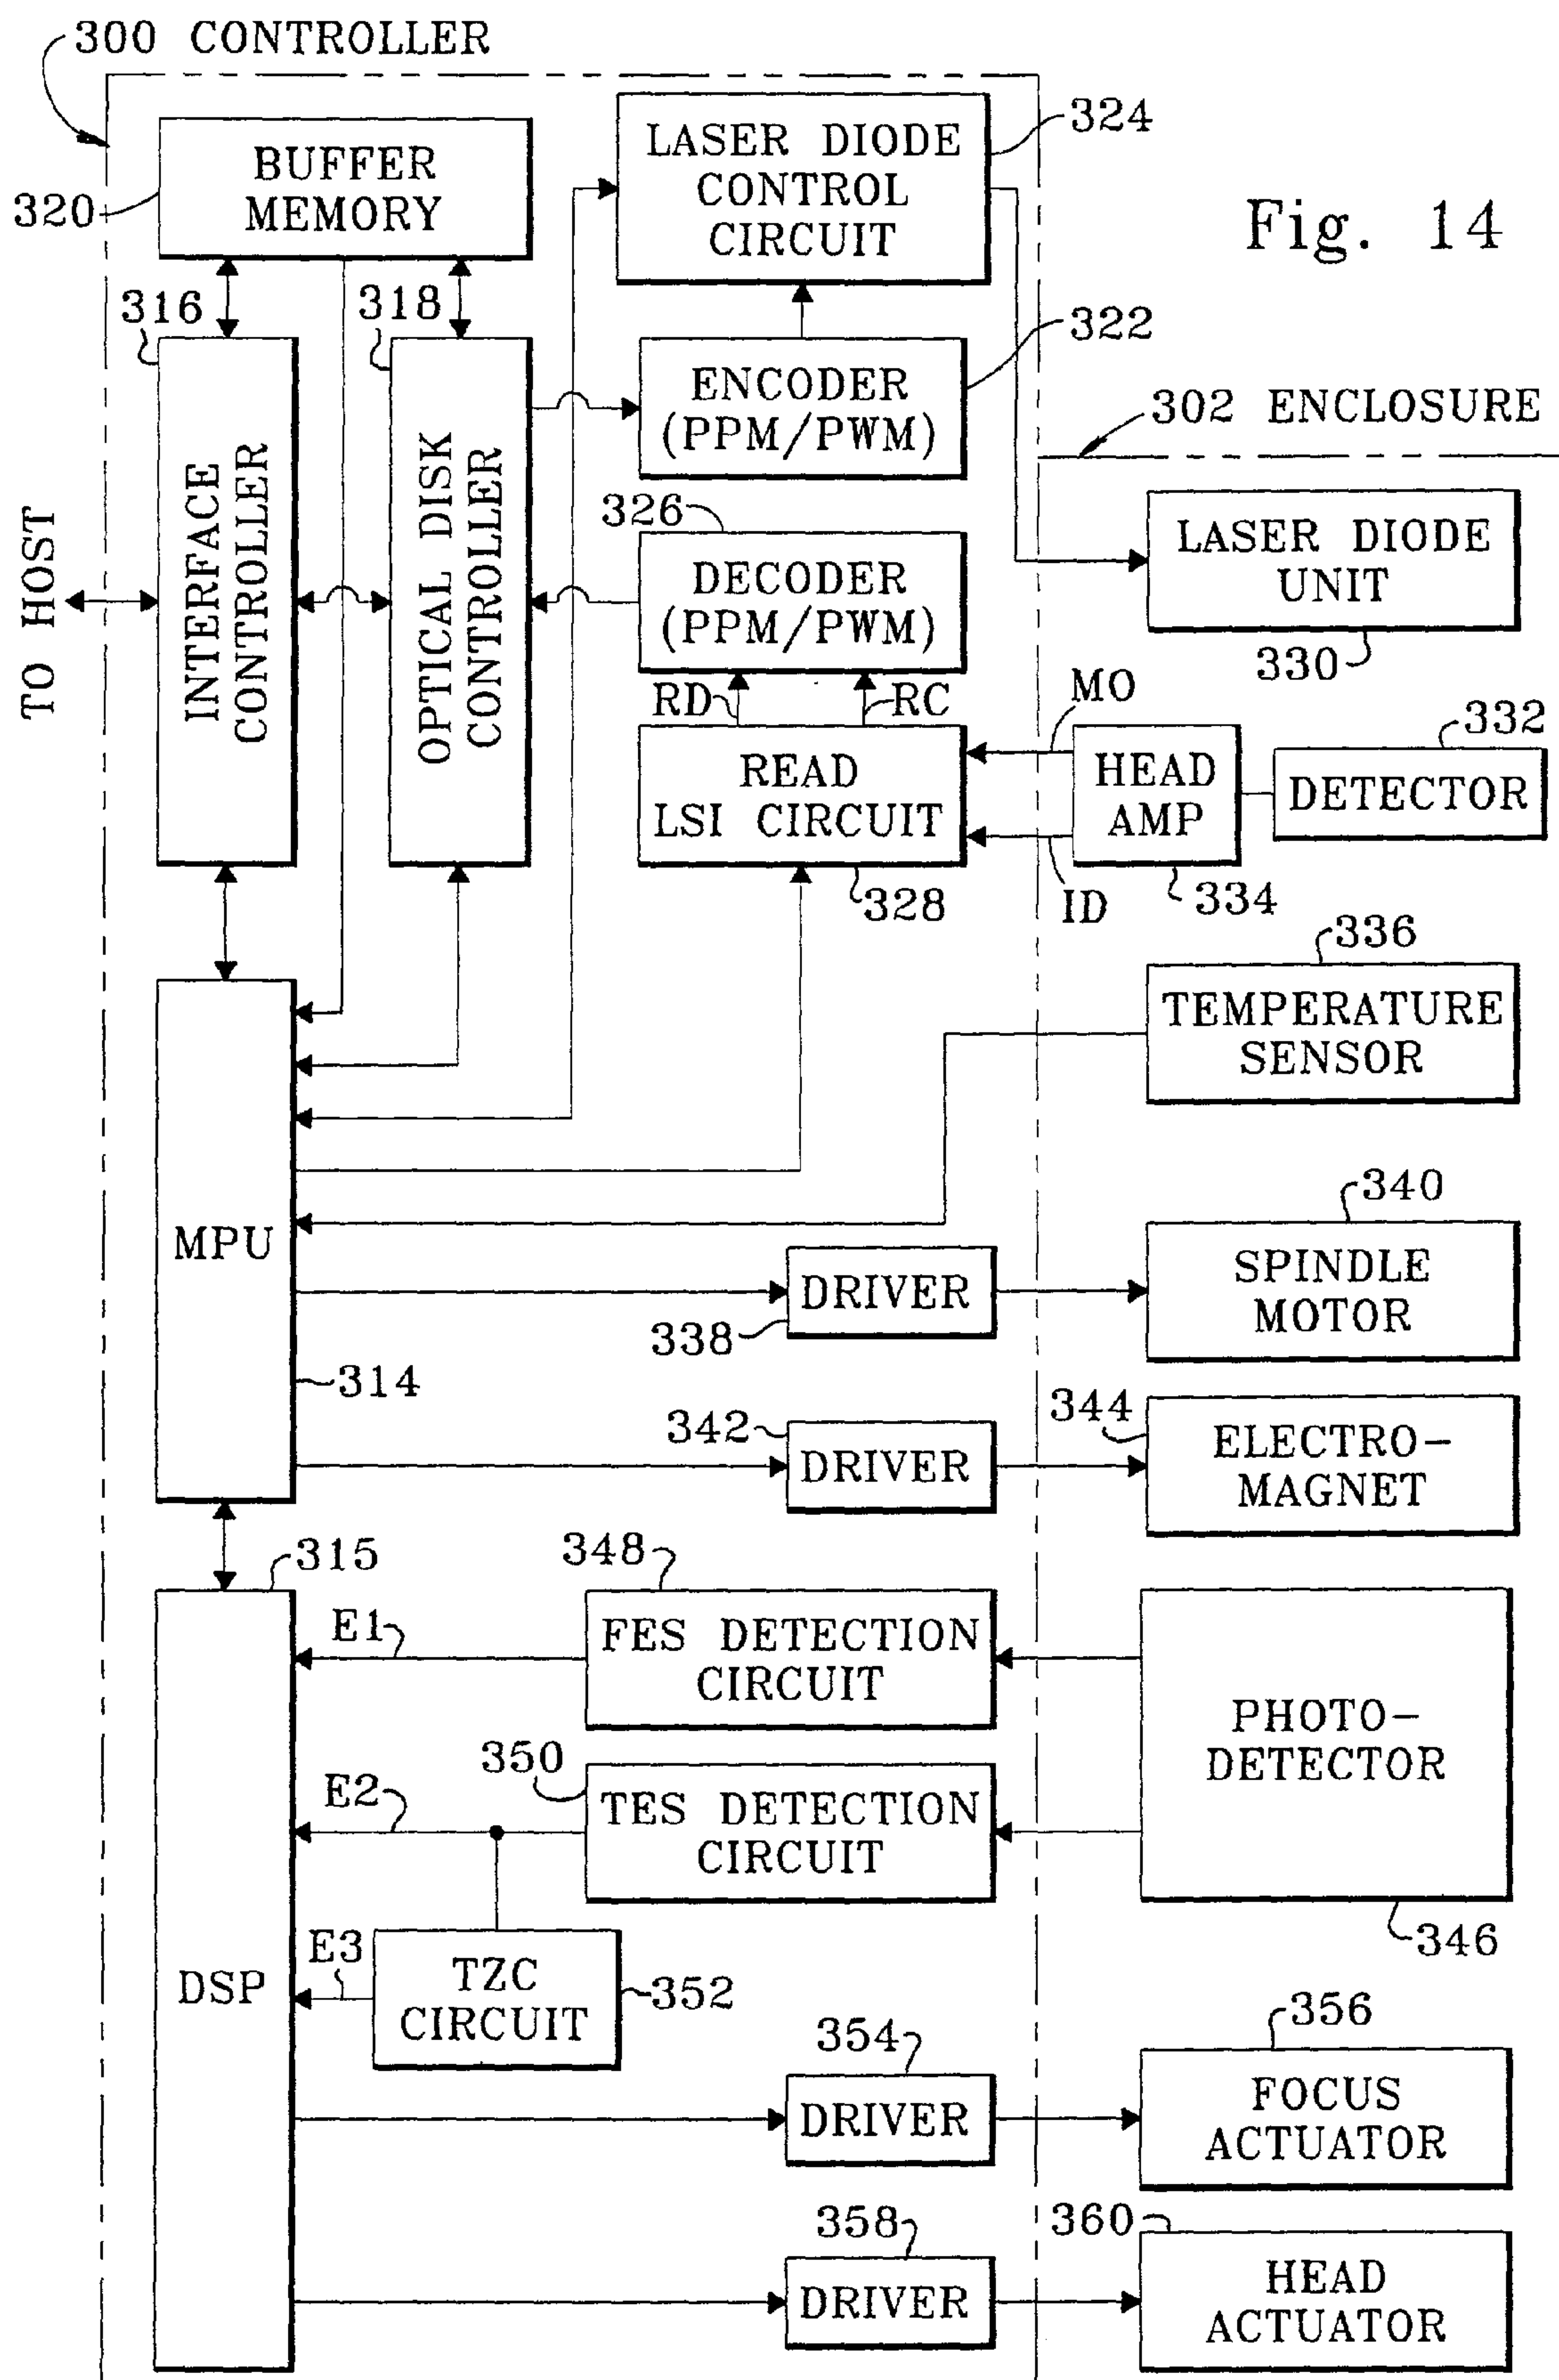 300 CONTROLLER
BUFFER
MEMORY
320
LASER DIODE
CONTROL
CIRCUIT
324
Fig. 14
316
318
322
ENCODER
(PPM/PWM)
302 ENCLOSURE
TO HOST
INTERFACE
CONTROLLER
OPTICAL DISK
CONTROLLER
326
DECODER
(PPM/PWM)
LASER DIODE
UNIT
330
RD
RC
MO
332
READ
LSI CIRCUIT
HEAD
AMP
DETECTOR
328
ID
334
336
TEMPERATURE
SENSOR
340
MPU
DRIVER
338
SPINDLE
MOTOR
314
342
DRIVER
344
ELECTRO-
MAGNET
315
348
E1
FES DETECTION
CIRCUIT
PHOTO-
DETECTOR
350
E2
TES DETECTION
CIRCUIT
346
E3
DSP
TZC
CIRCUIT
352
354
DRIVER
356
FOCUS
ACTUATOR
358
DRIVER
360
HEAD
ACTUATOR